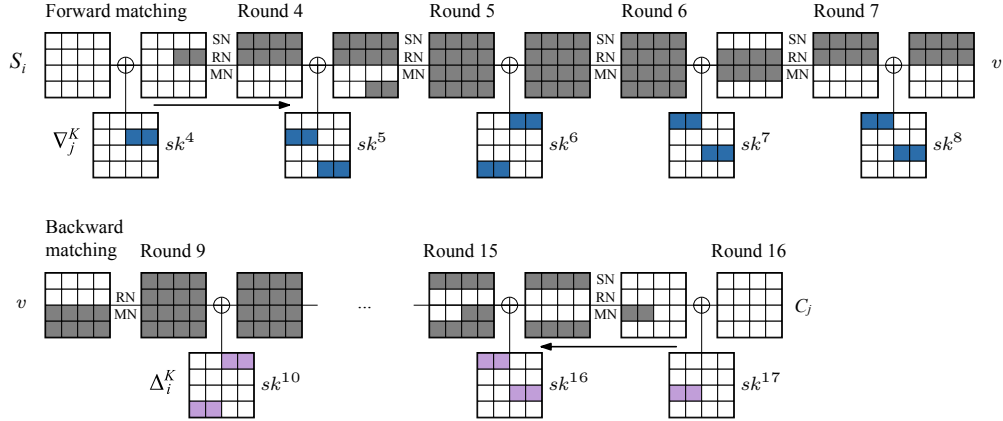 Forward matching Round 4 Round 5 Round 6 Round 7
SN SN SN SN
S_i RN RN RN RN v
MN MN MN MN
∇_j^K sk^4 sk^5 sk^6 sk^7 sk^8
Backward
matching Round 9 Round 15 Round 16
SN
v RN ... RN C_j
MN MN
Δ_i^K sk^10 sk^16 sk^17